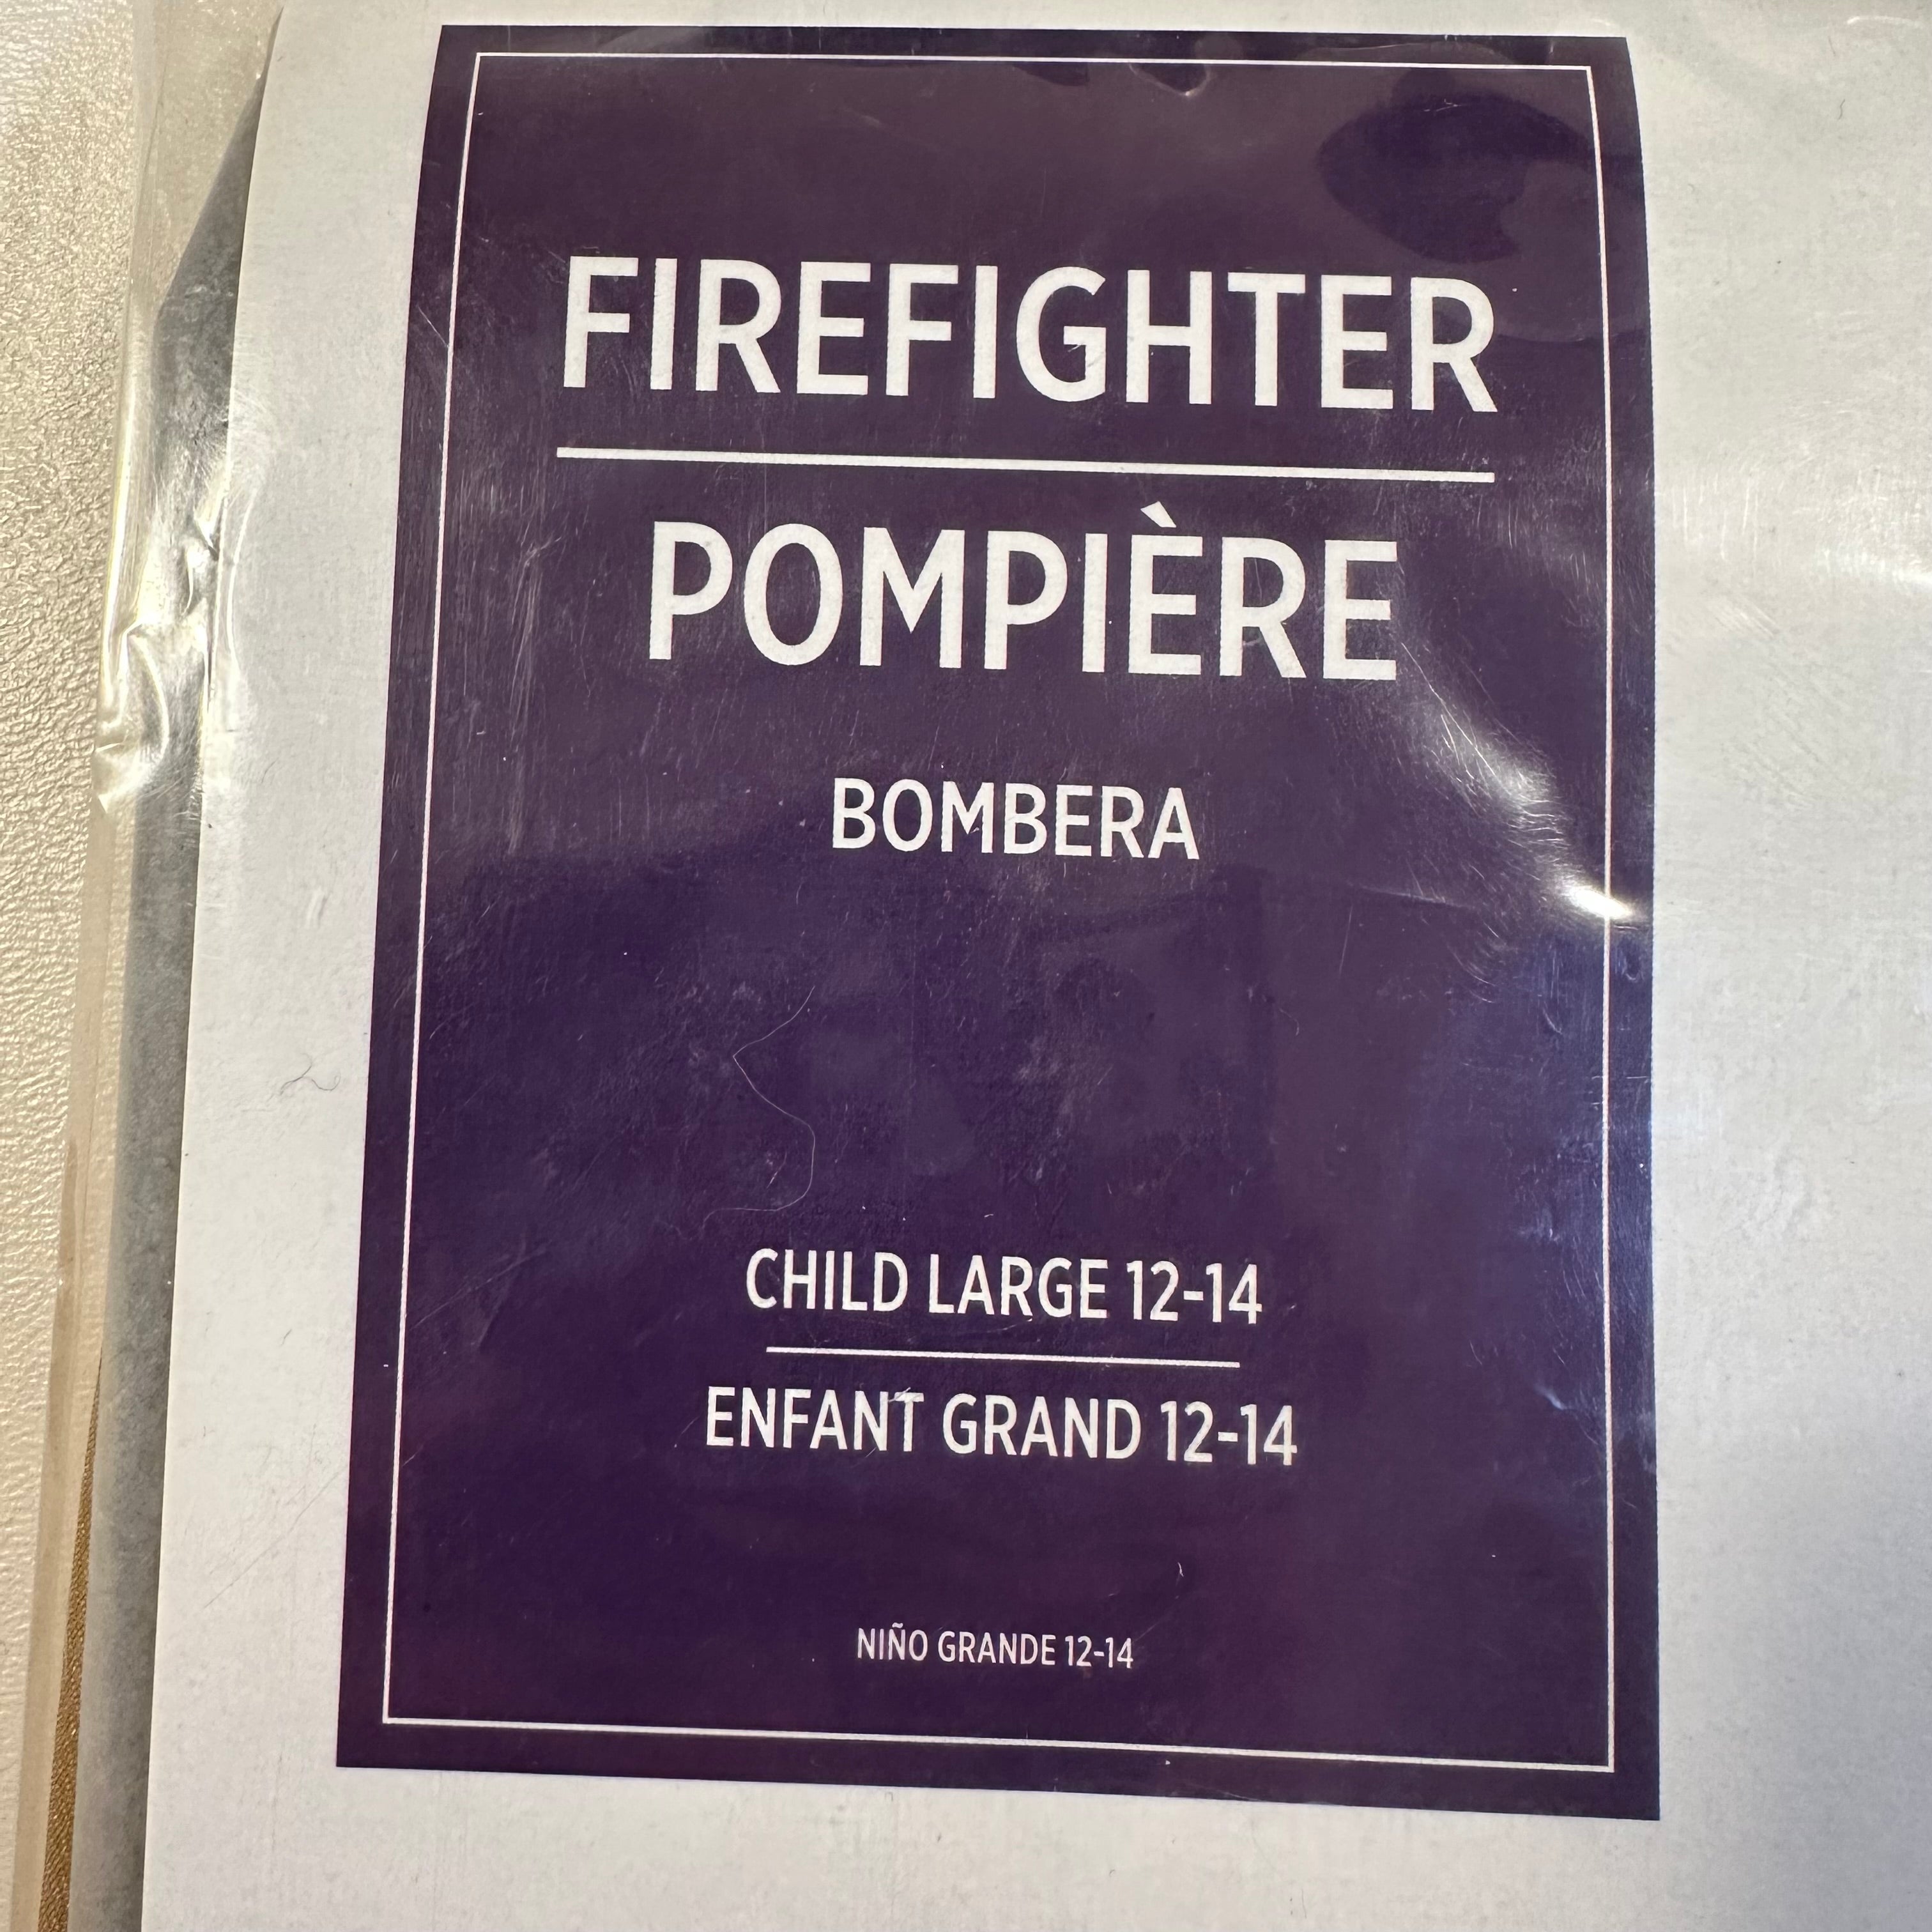 FIREFIGHTER
POMPIÈRE
BOMBERA
CHILD LARGE 12-14
ENFANT GRAND 12-14
NIÑO GRANDE 12-14